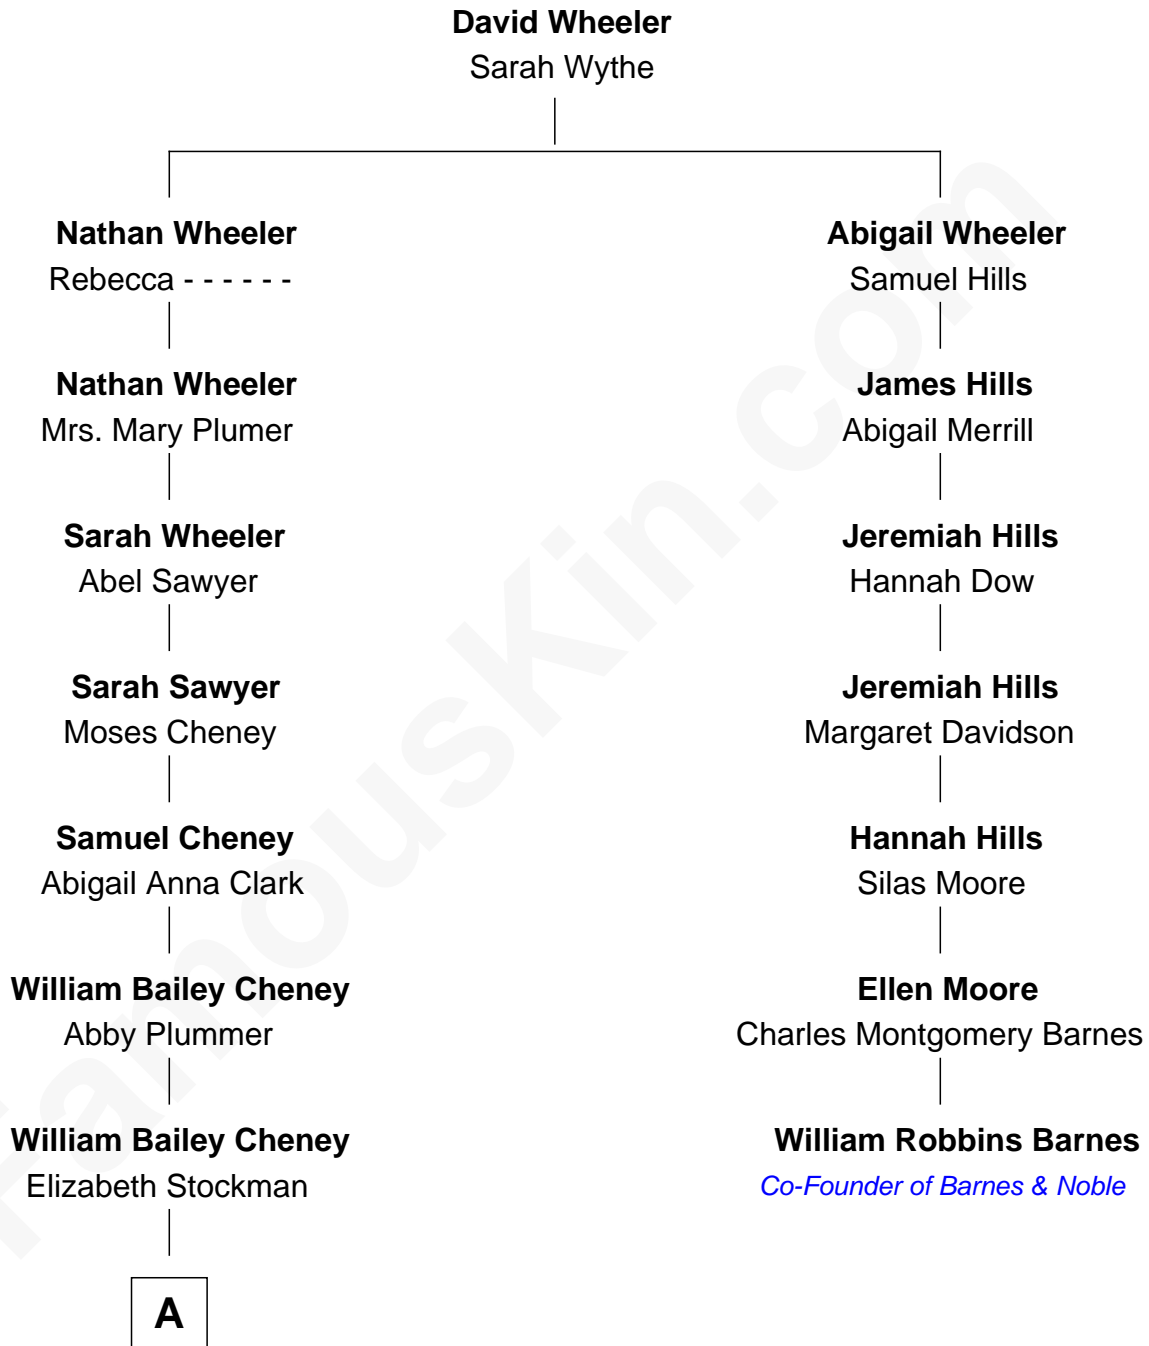 David Wheeler
Sarah Wythe
Nathan Wheeler
Rebecca - - - - - -
Nathan Wheeler
Mrs. Mary Plumer
Sarah Wheeler
Abel Sawyer
Sarah Sawyer
Moses Cheney
Samuel Cheney
Abigail Anna Clark
William Bailey Cheney
Abby Plummer
William Bailey Cheney
Elizabeth Stockman
A
Abigail Wheeler
Samuel Hills
James Hills
Abigail Merrill
Jeremiah Hills
Hannah Dow
Jeremiah Hills
Margaret Davidson
Hannah Hills
Silas Moore
Ellen Moore
Charles Montgomery Barnes
William Robbins Barnes
Co-Founder of Barnes & Noble
FamousKin.com